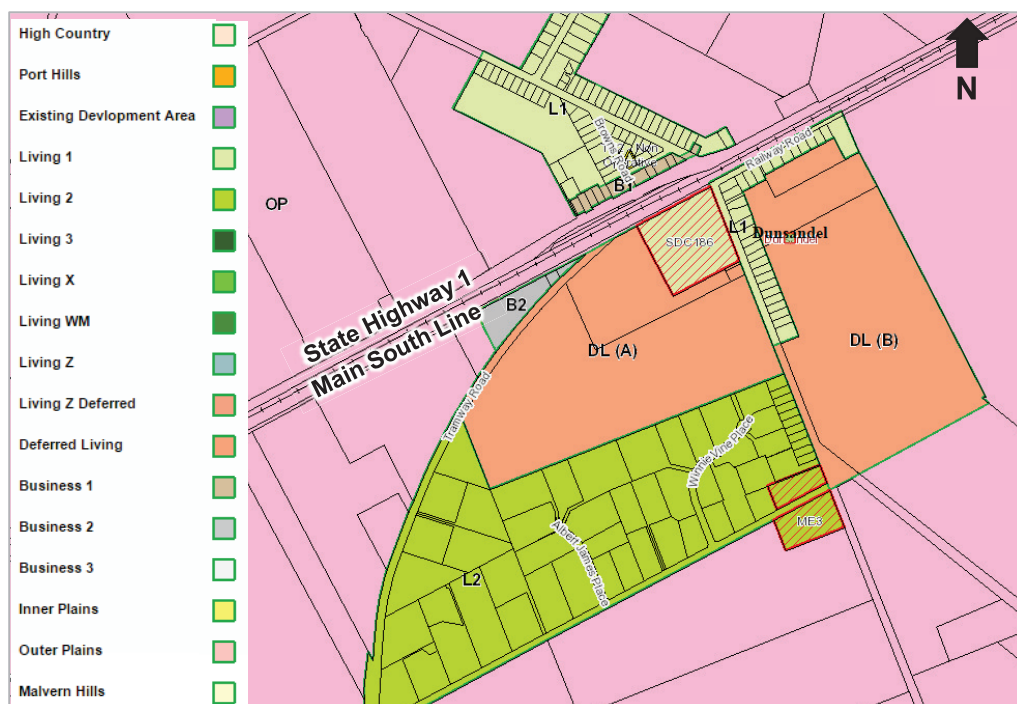 High Country
Port Hills
Existing Devlopment Area
Living 1
Living 2
Living 3
Living X
Living WM
Living Z
Living Z Deferred
Deferred Living
Business 1
Business 2
Business 3
Inner Plains
Outer Plains
Malvern Hills
N
L1
Browns Road
Non
B1
Railway Road
OP
SDC186
L1
Dunsandel
State Highway 1
Main South Line
B2
DL (A)
DL (B)
Tramway Road
Winnie Vine Place
ME3
Albert James Place
L2